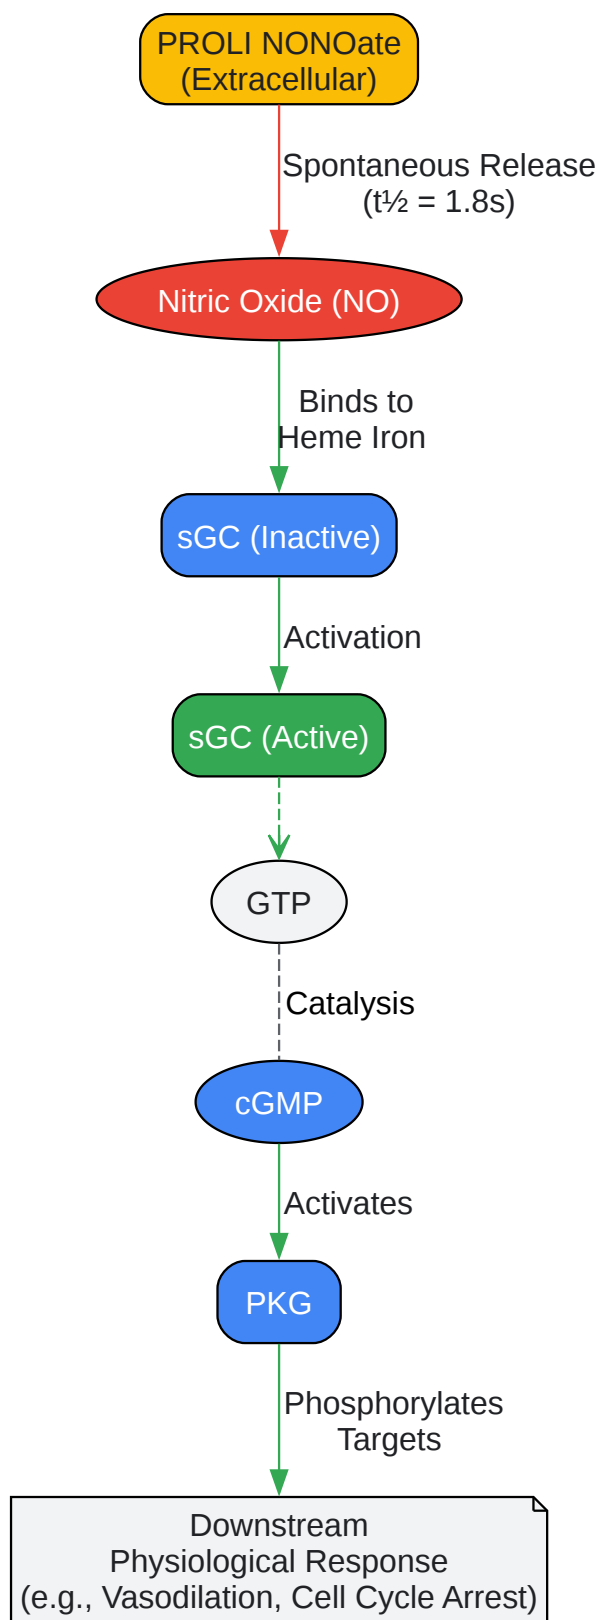 PROLI NONOate
(Extracellular)
Spontaneous Release
(t½ = 1.8s)
Nitric Oxide (NO)
Binds to
Heme Iron
sGC (Inactive)
Activation
sGC (Active)
GTP
Catalysis
cGMP
Activates
PKG
Phosphorylates
Targets
Downstream
Physiological Response
(e.g., Vasodilation, Cell Cycle Arrest)